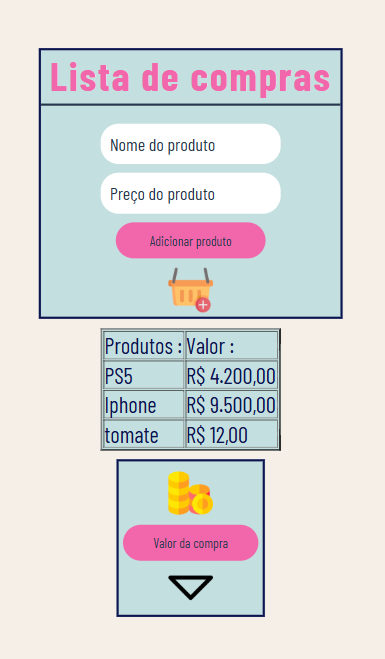 Lista de compras
Nome do produto
Preço do produto
Adicionar produto
Produtos : Valor :
PS5 R$ 4.200,00
Iphone R$ 9.500,00
tomate R$ 12,00
Valor da compra